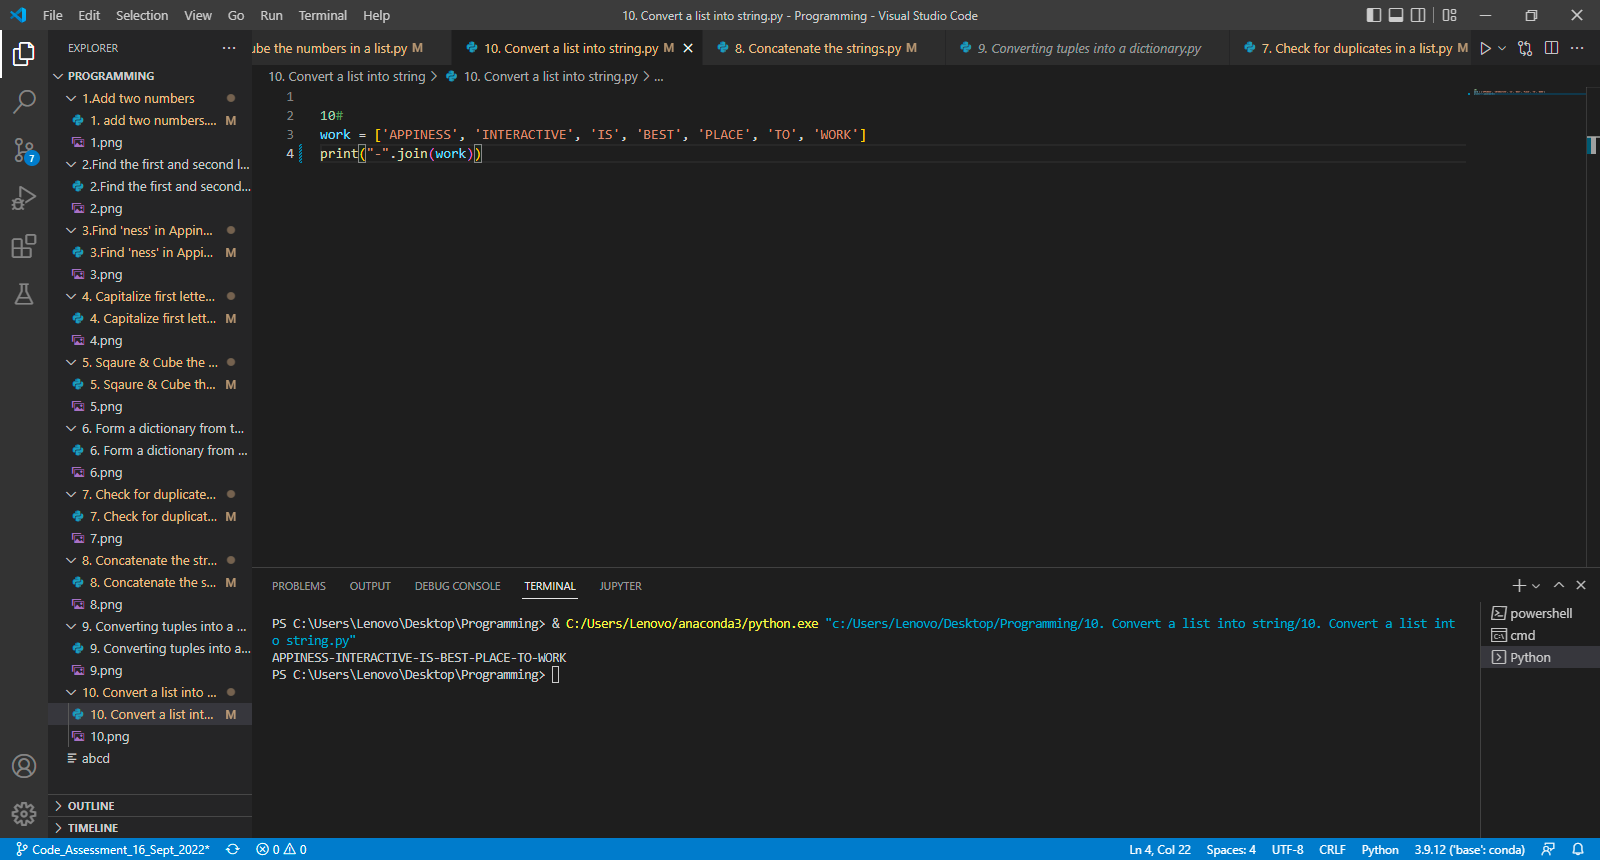 File Edit Selection View Go Run Terminal Help
10. Convert a list into string.py - Programming - Visual Studio Code
EXPLORER
PROGRAMMING
1.Add two numbers
1. add two numbers.... M
1.png
2.Find the first and second l...
2.Find the first and second...
2.png
3.Find 'ness' in Appin...
3.Find 'ness' in Appi... M
3.png
4. Capitalize first lette...
4. Capitalize first lett... M
4.png
5. Sqaure & Cube the ...
5. Sqaure & Cube th... M
5.png
6. Form a dictionary from t...
6. Form a dictionary from ...
6.png
7. Check for duplicate...
7. Check for duplicat... M
7.png
8. Concatenate the str...
8. Concatenate the s... M
8.png
9. Converting tuples into a ...
9. Converting tuples into a...
9.png
10. Convert a list into ...
10. Convert a list int... M
10.png
abcd
OUTLINE
TIMELINE
ube the numbers in a list.py M
10. Convert a list into string.py M
8. Concatenate the strings.py M
9. Converting tuples into a dictionary.py
7. Check for duplicates in a list.py M
10. Convert a list into string > 10. Convert a list into string.py > ...
1
2 10#
3 work = ['APPINESS', 'INTERACTIVE', 'IS', 'BEST', 'PLACE', 'TO', 'WORK']
4 print("-".join(work))
PROBLEMS OUTPUT DEBUG CONSOLE TERMINAL JUPYTER
PS C:\Users\Lenovo\Desktop\Programming> & C:/Users/Lenovo/anaconda3/python.exe "c:/Users/Lenovo/Desktop/Programming/10. Convert a list into string/10. Convert a list int
o string.py"
APPINESS-INTERACTIVE-IS-BEST-PLACE-TO-WORK
PS C:\Users\Lenovo\Desktop\Programming>
powershell
cmd
Python
7
Code_Assessment_16_Sept_2022* 0 0
Ln 4, Col 22 Spaces: 4 UTF-8 CRLF Python 3.9.12 ('base': conda)